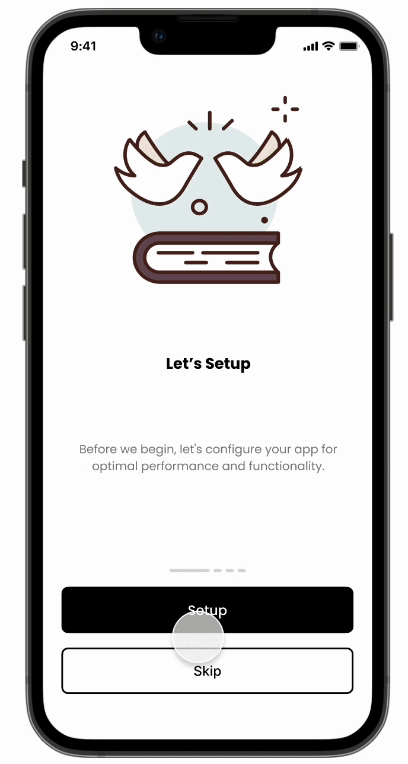 9:41
Let’s Setup
Before we begin, let's configure your app for
optimal performance and functionality.
Setup
Skip